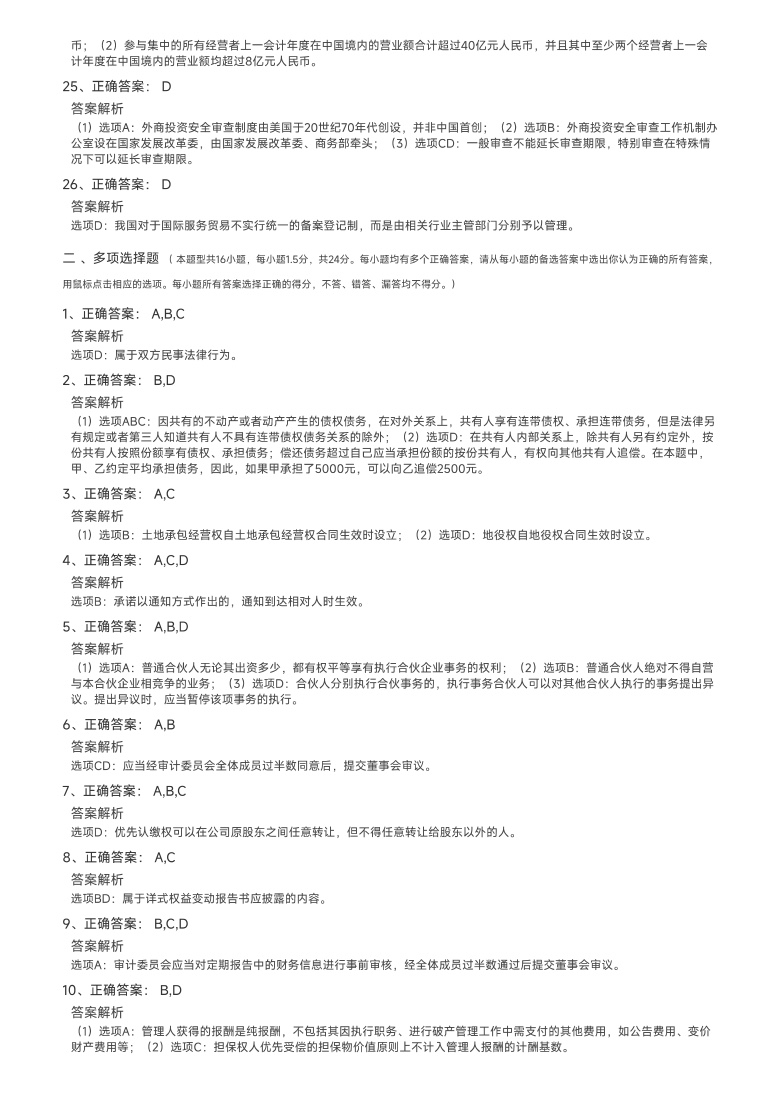 币；（2）参与集中的所有经营者上一会计年度在中国境内的营业额合计超过40亿元人民币，并且其中至少两个经营者上一会
计年度在中国境内的营业额均超过8亿元人民币。
25、正确答案： D
答案解析
（1）选项A：外商投资安全审查制度由美国于20世纪70年代创设，并非中国首创；（2）选项B：外商投资安全审查工作机制办
公室设在国家发展改革委，由国家发展改革委、商务部牵头；（3）选项CD：一般审查不能延长审查期限，特别审查在特殊情
况下可以延长审查期限。
26、正确答案： D
答案解析
选项D：我国对于国际服务贸易不实行统一的备案登记制，而是由相关行业主管部门分别予以管理。
二 、多项选择题 （ 本题型共16小题，每小题1.5分，共24分。每小题均有多个正确答案，请从每小题的备选答案中选出你认为正确的所有答案，
用鼠标点击相应的选项。每小题所有答案选择正确的得分，不答、错答、漏答均不得分。）
1、正确答案： A,B,C
答案解析
选项D：属于双方民事法律行为。
2、正确答案： B,D
答案解析
（1）选项ABC：因共有的不动产或者动产产生的债权债务，在对外关系上，共有人享有连带债权、承担连带债务，但是法律另
有规定或者第三人知道共有人不具有连带债权债务关系的除外；（2）选项D：在共有人内部关系上，除共有人另有约定外，按
份共有人按照份额享有债权、承担债务；偿还债务超过自己应当承担份额的按份共有人，有权向其他共有人追偿。在本题中，
甲、乙约定平均承担债务，因此，如果甲承担了5000元，可以向乙追偿2500元。
3、正确答案： A,C
答案解析
（1）选项B：土地承包经营权自土地承包经营权合同生效时设立；（2）选项D：地役权自地役权合同生效时设立。
4、正确答案： A,C,D
答案解析
选项B：承诺以通知方式作出的，通知到达相对人时生效。
5、正确答案： A,B,D
答案解析
（1）选项A：普通合伙人无论其出资多少，都有权平等享有执行合伙企业事务的权利；（2）选项B：普通合伙人绝对不得自营
与本合伙企业相竞争的业务；（3）选项D：合伙人分别执行合伙事务的，执行事务合伙人可以对其他合伙人执行的事务提出异
议。提出异议时，应当暂停该项事务的执行。
6、正确答案： A,B
答案解析
选项CD：应当经审计委员会全体成员过半数同意后，提交董事会审议。
7、正确答案： A,B,C
答案解析
选项D：优先认缴权可以在公司原股东之间任意转让，但不得任意转让给股东以外的人。
8、正确答案： A,C
答案解析
选项BD：属于详式权益变动报告书应披露的内容。
9、正确答案： B,C,D
答案解析
选项A：审计委员会应当对定期报告中的财务信息进行事前审核，经全体成员过半数通过后提交董事会审议。
10、正确答案： B,D
答案解析
（1）选项A：管理人获得的报酬是纯报酬，不包括其因执行职务、进行破产管理工作中需支付的其他费用，如公告费用、变价
财产费用等；（2）选项C：担保权人优先受偿的担保物价值原则上不计入管理人报酬的计酬基数。